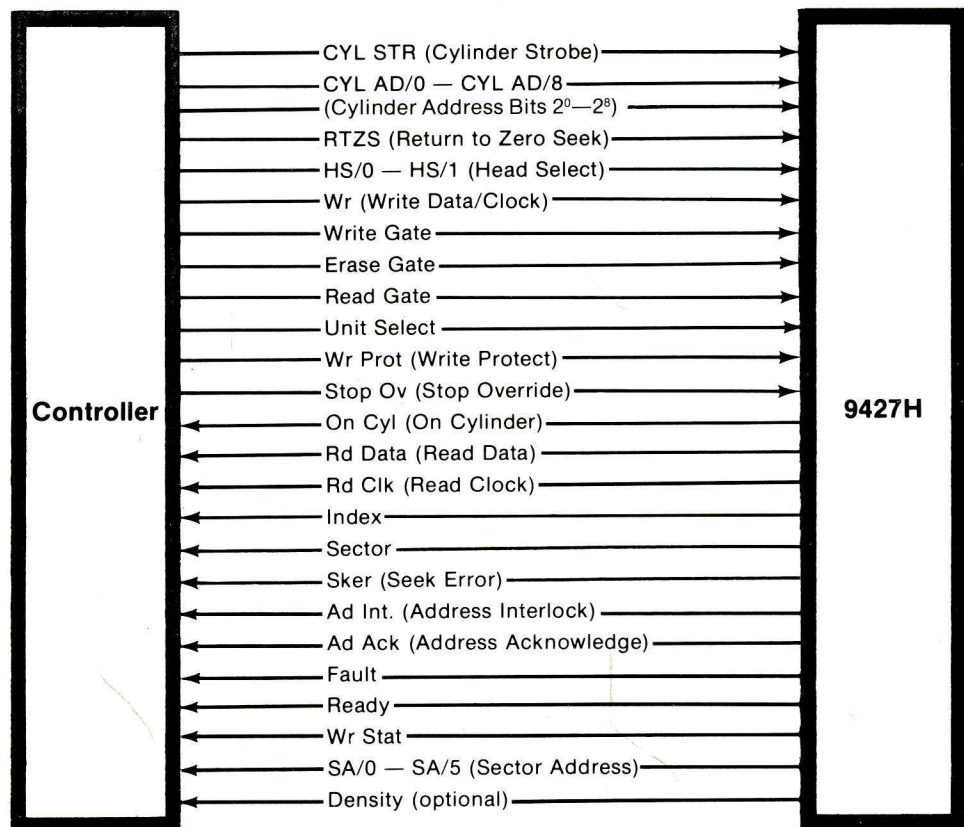 CYL STR (Cylinder Strobe)
CYL AD/0 — CYL AD/8
(Cylinder Address Bits 2⁰—2⁸)
RTZS (Return to Zero Seek)
HS/0 — HS/1 (Head Select)
Wr (Write Data/Clock)
Write Gate
Erase Gate
Read Gate
Unit Select
Wr Prot (Write Protect)
Stop Ov (Stop Override)
Controller
9427H
On Cyl (On Cylinder)
Rd Data (Read Data)
Rd Clk (Read Clock)
Index
Sector
Sker (Seek Error)
Ad Int. (Address Interlock)
Ad Ack (Address Acknowledge)
Fault
Ready
Wr Stat
SA/0 — SA/5 (Sector Address)
Density (optional)